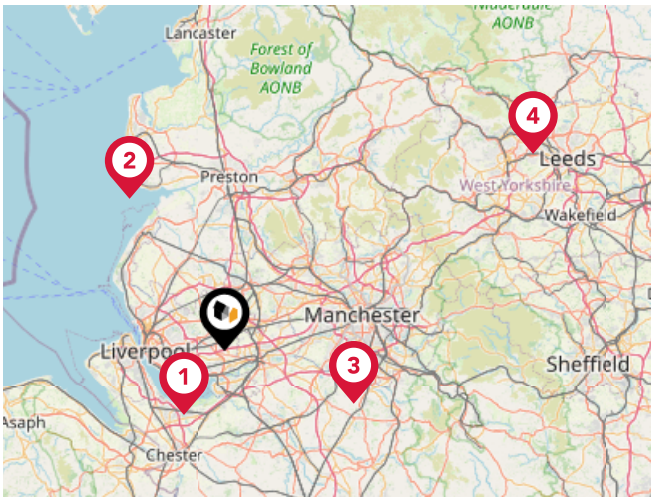 Nidderdale
AONB
Lancaster
Forest of
Bowland
AONB
4
2
Leeds
Preston
West Yorkshire
Wakefield
Manchester
Liverpool
3
Sheffield
1
Asaph
Chester